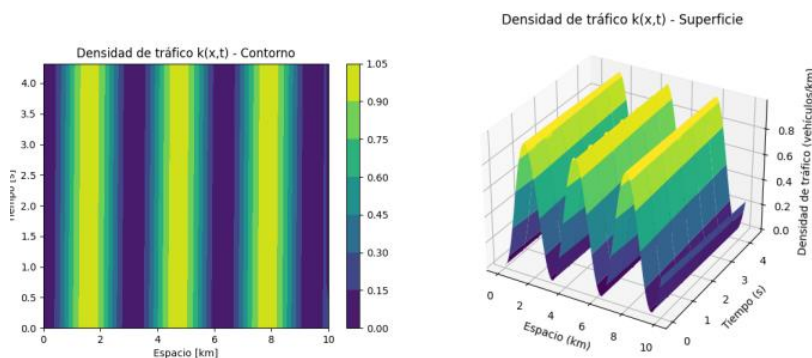 Densidad de tráfico k(x,t) - Superficie
Densidad de tráfico k(x,t) - Contorno
4.0
3.5
3.0
2.5
2.0
1.5
1.0
0.5
0.0
Tiempo [s]
0 2 4 6 8 10
Espacio [km]
1.05
0.90
0.75
0.60
0.45
0.30
0.15
0.00
0.8
0.6
0.4
0.2
0.0
Densidad de tráfico (vehículos/km)
0 2 4 6 8 10
Espacio (km)
0 1 2 3 4
Tiempo (s)